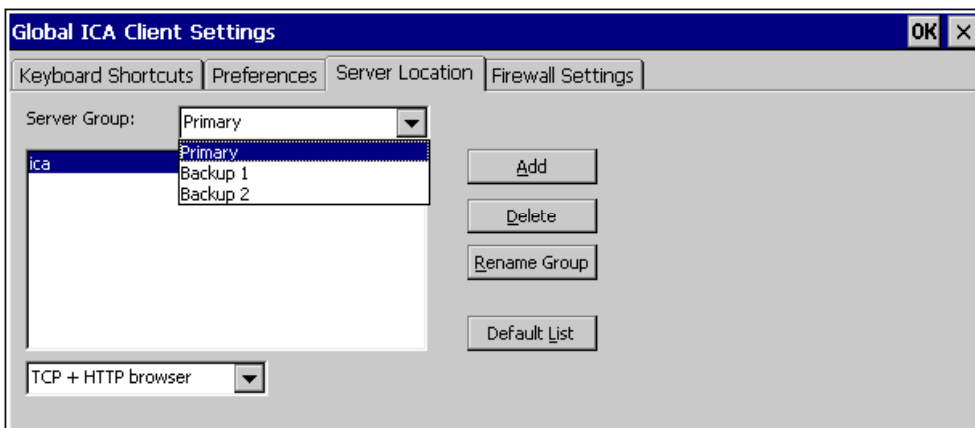 Global ICA Client Settings OK ×
Keyboard Shortcuts Preferences Server Location Firewall Settings
Server Group: Primary
Primary
Backup 1
Backup 2
ica
Add
Delete
Rename Group
Default List
TCP + HTTP browser